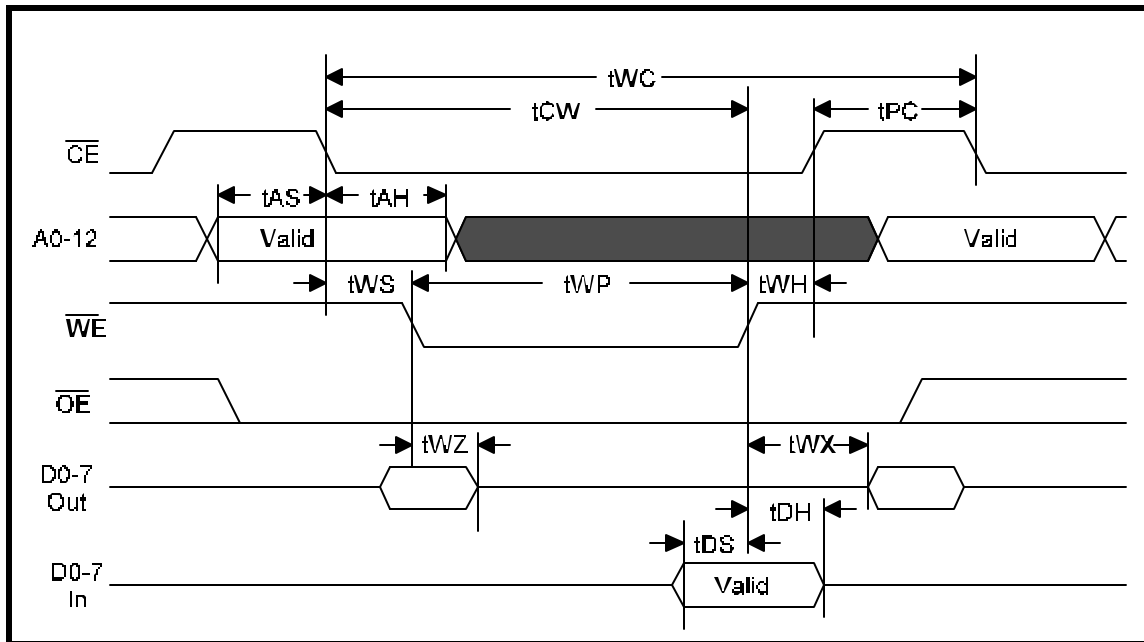 tWC
tCW
tPC
CE
tAS
tAH
A0-12
Valid
Valid
tWS
tWP
tWH
WE
OE
tWZ
tWX
D0-7
Out
tDH
tDS
D0-7
In
Valid